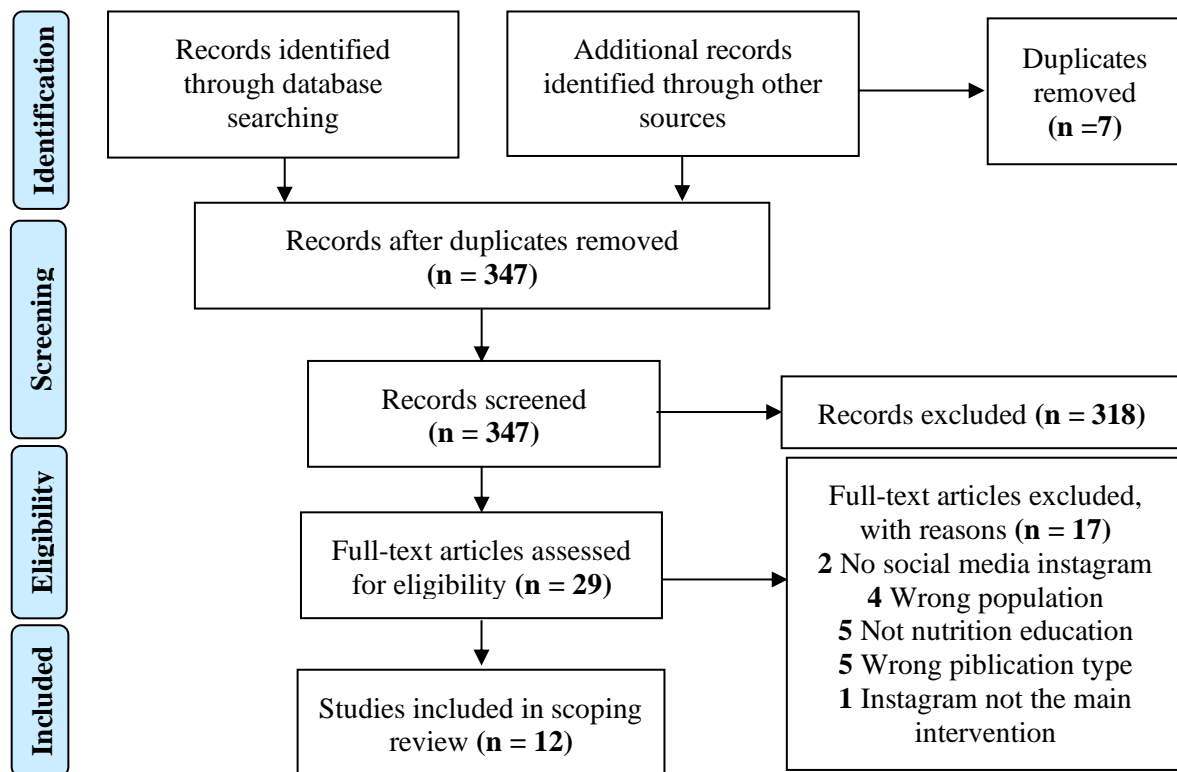 Identification
Records identified
through database
searching
Additional records
identified through other
sources
Duplicates
removed
(n =7)
Screening
Records after duplicates removed
(n = 347)
Records screened
(n = 347)
Records excluded (n = 318)
Eligibility
Full-text articles assessed
for eligibility (n = 29)
Full-text articles excluded,
with reasons (n = 17)
2 No social media instagram
4 Wrong population
5 Not nutrition education
5 Wrong piblication type
1 Instagram not the main
intervention
Included
Studies included in scoping
review (n = 12)